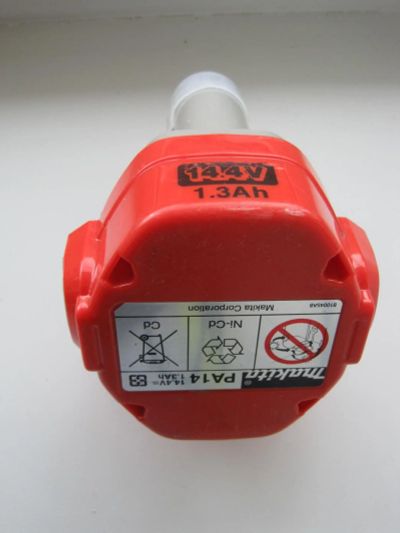 14.4V
1.3Ah
makita
PA14
14.4V
1.3Ah
Ni-Cd
Cd
Makita Corporation